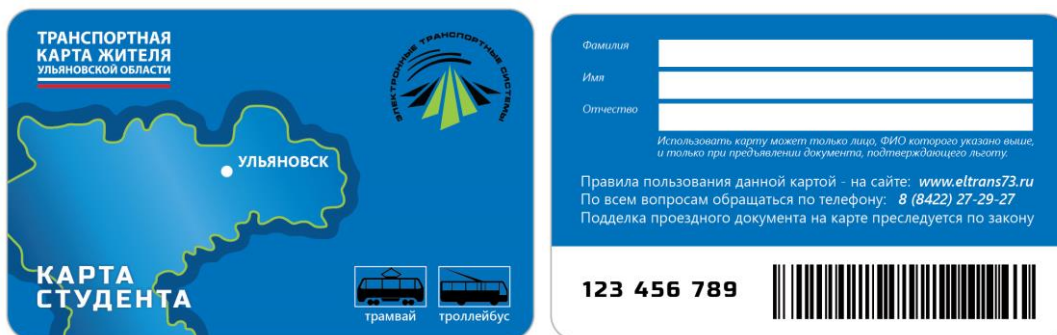 ТРАНСПОРТНАЯ
КАРТА ЖИТЕЛЯ
УЛЬЯНОВСКОЙ ОБЛАСТИ
ЭЛЕКТРОННЫЕ ТРАНСПОРТНЫЕ СИСТЕМЫ
УЛЬЯНОВСК
КАРТА
СТУДЕНТА
трамвай троллейбус
Фамилия
Имя
Отчество
Использовать карту может только лицо, ФИО которого указано выше,
и только при предъявлении документа, подтверждающего льготу.
Правила пользования данной картой - на сайте: www.eltrans73.ru
По всем вопросам обращаться по телефону: 8 (8422) 27-29-27
Подделка проездного документа на карте преследуется по закону
123 456 789